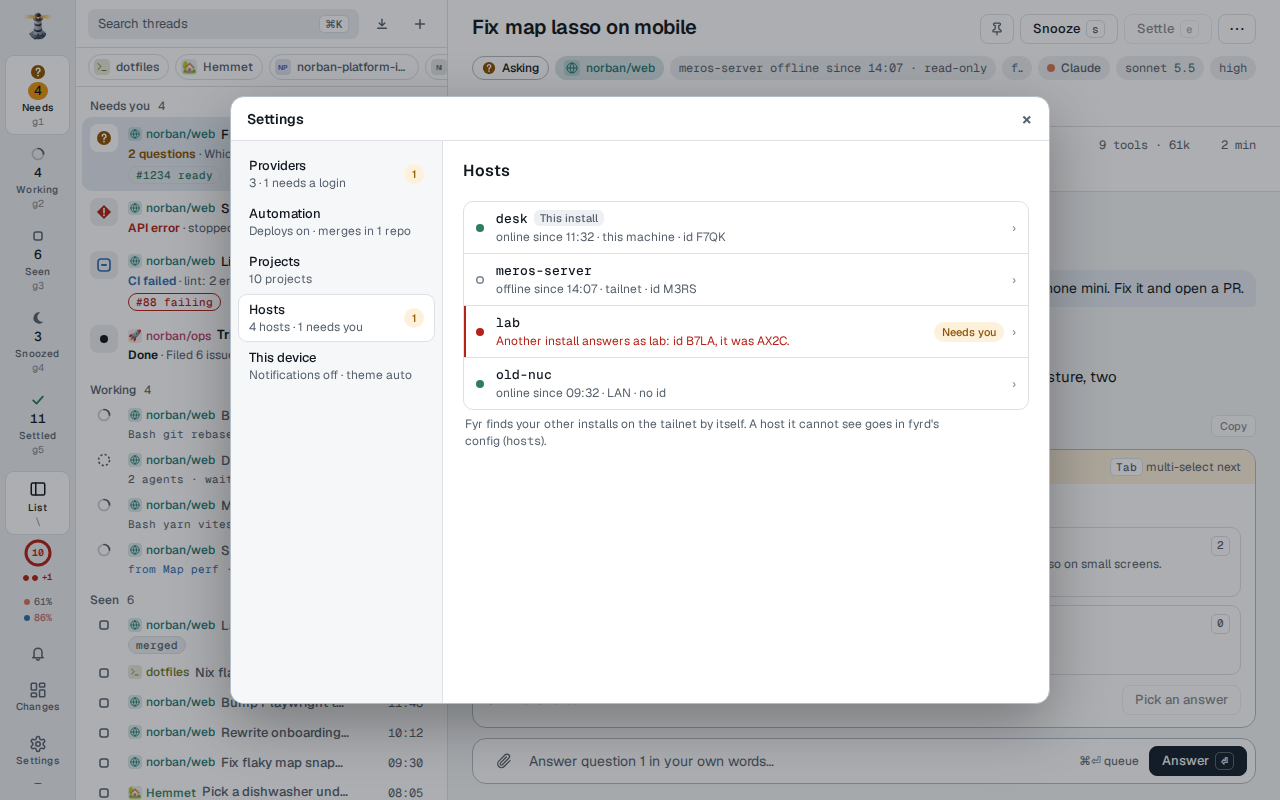 Search threads ⌘K
dotfiles Hemmet NP norban-platform-i… NI
4
Needs
g1
4
Working
g2
6
Seen
g3
3
Snoozed
g4
11
Settled
g5
List
\
10
+1
61%
86%
Changes
Settings
Needs you 4
norban/web F
2 questions · Whic
#1234 ready
norban/web S
API error · stopped
norban/web Li
CI failed · lint: 2 er
#88 failing
norban/ops Tr
Done · Filed 6 issue
Working 4
norban/web B
Bash git rebase
norban/web D
2 agents · wait
norban/web M
Bash yarn vites
norban/web S
from Map perf ·
Seen 6
norban/web L
merged
dotfiles Nix fla
norban/web Bump Playwright t… 11:43
norban/web Rewrite onboarding… 10:12
norban/web Fix flaky map snap… 09:30
Hemmet Pick a dishwasher und… 08:05
Fix map lasso on mobile
Snooze s
Settle e
Asking norban/web meros-server offline since 14:07 · read-only f… Claude sonnet 5.5 high
9 tools · 61k 2 min
one mini. Fix it and open a PR.
sture, two
Copy
Tab multi-select next
2
so on small screens.
0
Pick an answer
Answer question 1 in your own words… ⌘⏎ queue Answer ⏎
Settings ×
Providers
3 · 1 needs a login
1
Automation
Deploys on · merges in 1 repo
Projects
10 projects
Hosts
4 hosts · 1 needs you
1
This device
Notifications off · theme auto
Hosts
desk This install
online since 11:32 · this machine · id F7QK
meros-server
offline since 14:07 · tailnet · id M3RS
lab
Another install answers as lab: id B7LA, it was AX2C.
Needs you
old-nuc
online since 09:32 · LAN · no id
Fyr finds your other installs on the tailnet by itself. A host it cannot see goes in fyrd's
config (hosts).